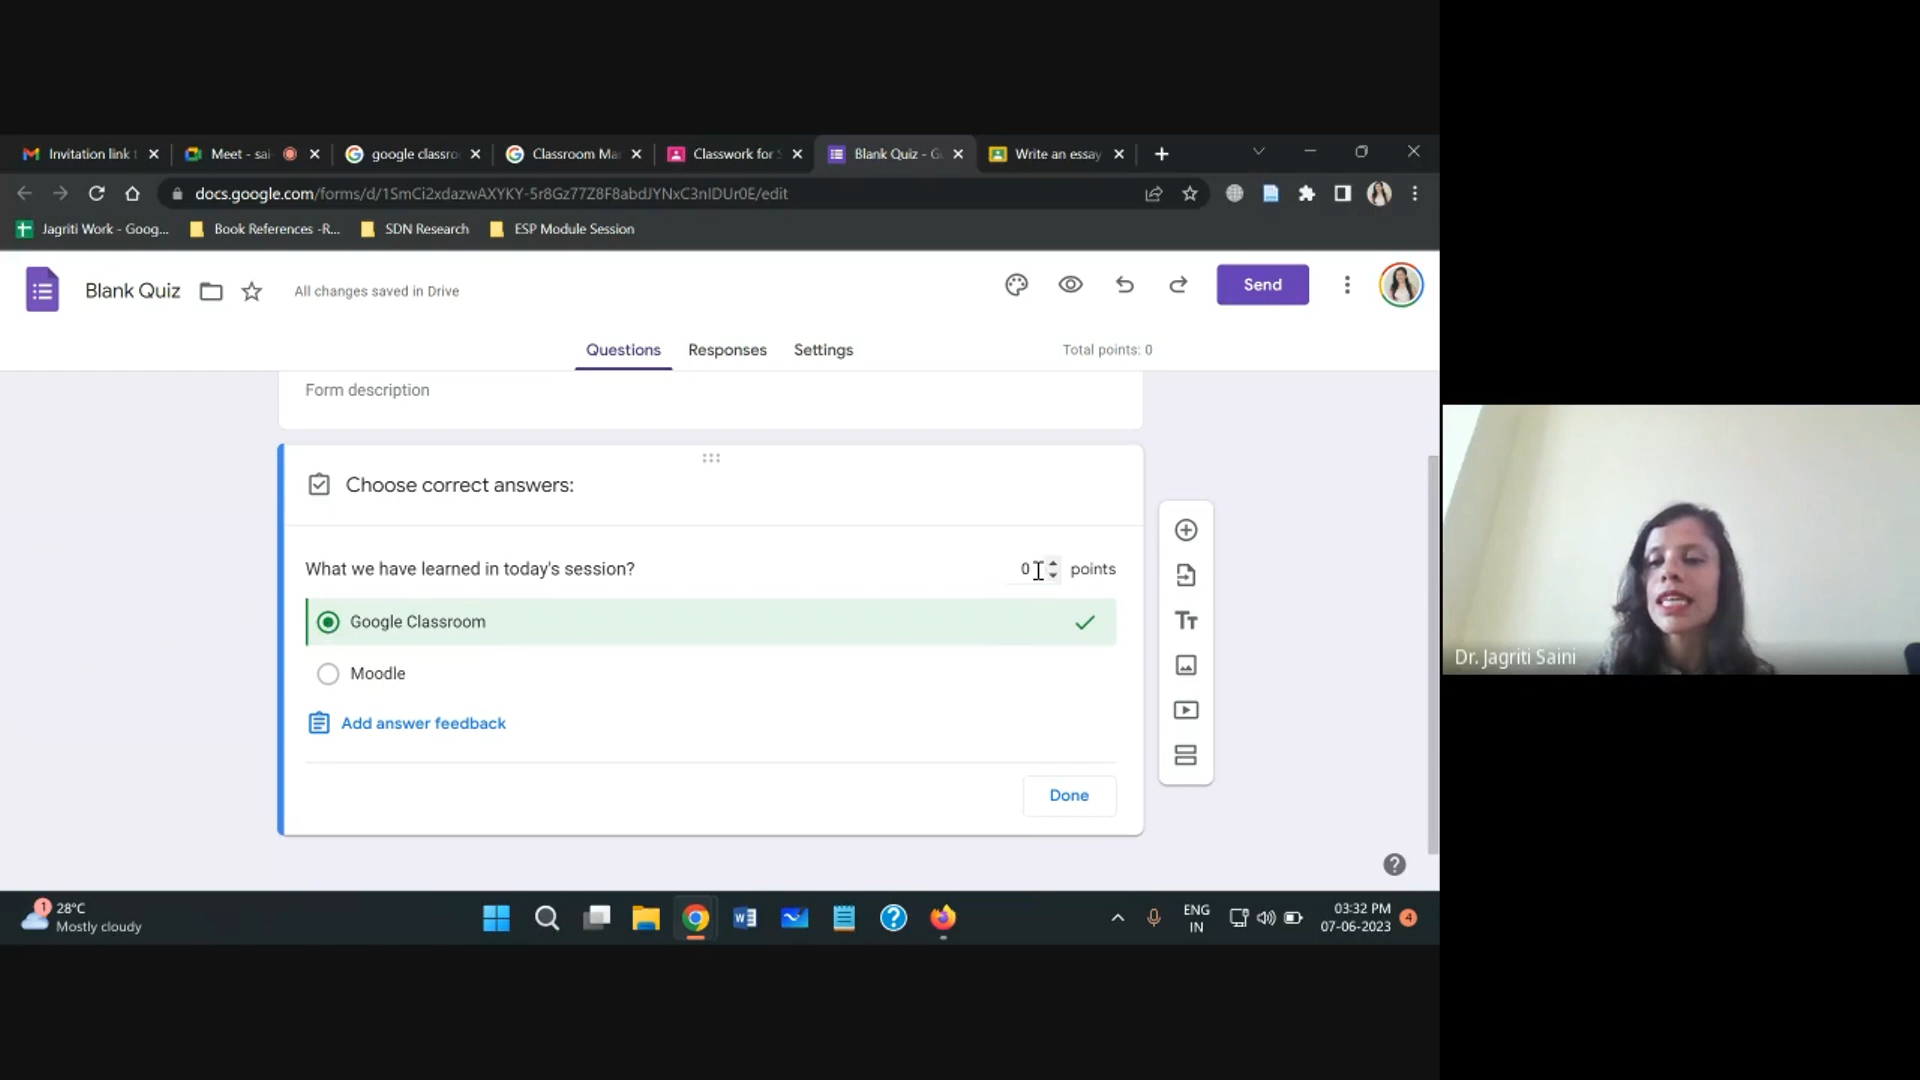 Invitation link
Meet - sai
google classro
Classroom Ma
Classwork for
Blank Quiz - G
Write an essay
docs.google.com/forms/d/1SmCi2xdazwAXYKY-5r8Gz77Z8F8abdJYNxC3nIDUr0E/edit
Jagriti Work - Goog...
Book References -R...
SDN Research
ESP Module Session
Blank Quiz
All changes saved in Drive
Send
Questions
Responses
Settings
Total points: 0
Form description
Choose correct answers:
What we have learned in today's session?
0
points
Google Classroom
Moodle
Add answer feedback
Done
Tт
Dr. Jagriti Saini
1
28°C
Mostly cloudy
ENG
IN
03:32 PM
07-06-2023
4